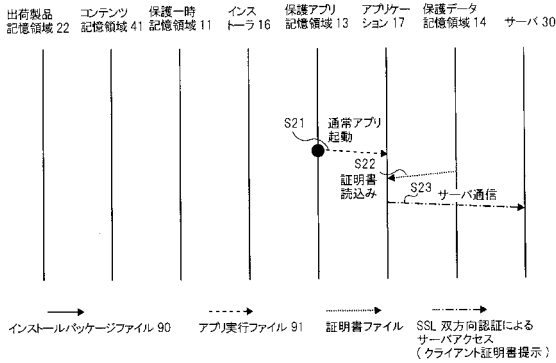 出荷製品
記憶領域 22
コンテンツ
記憶領域 41
保護一時
記憶領域 11
インス
トーラ 16
保護アプリ
記憶領域 13
アプリケー
ション 17
保護データ
記憶領域 14
サーバ 30
S21
通常アプリ
起動
S22
証明書
読込み
S23
サーバ通信
インストールパッケージファイル 90
アプリ実行ファイル 91
証明書ファイル
SSL 双方向認証による
サーバアクセス
(クライアント証明書提示)